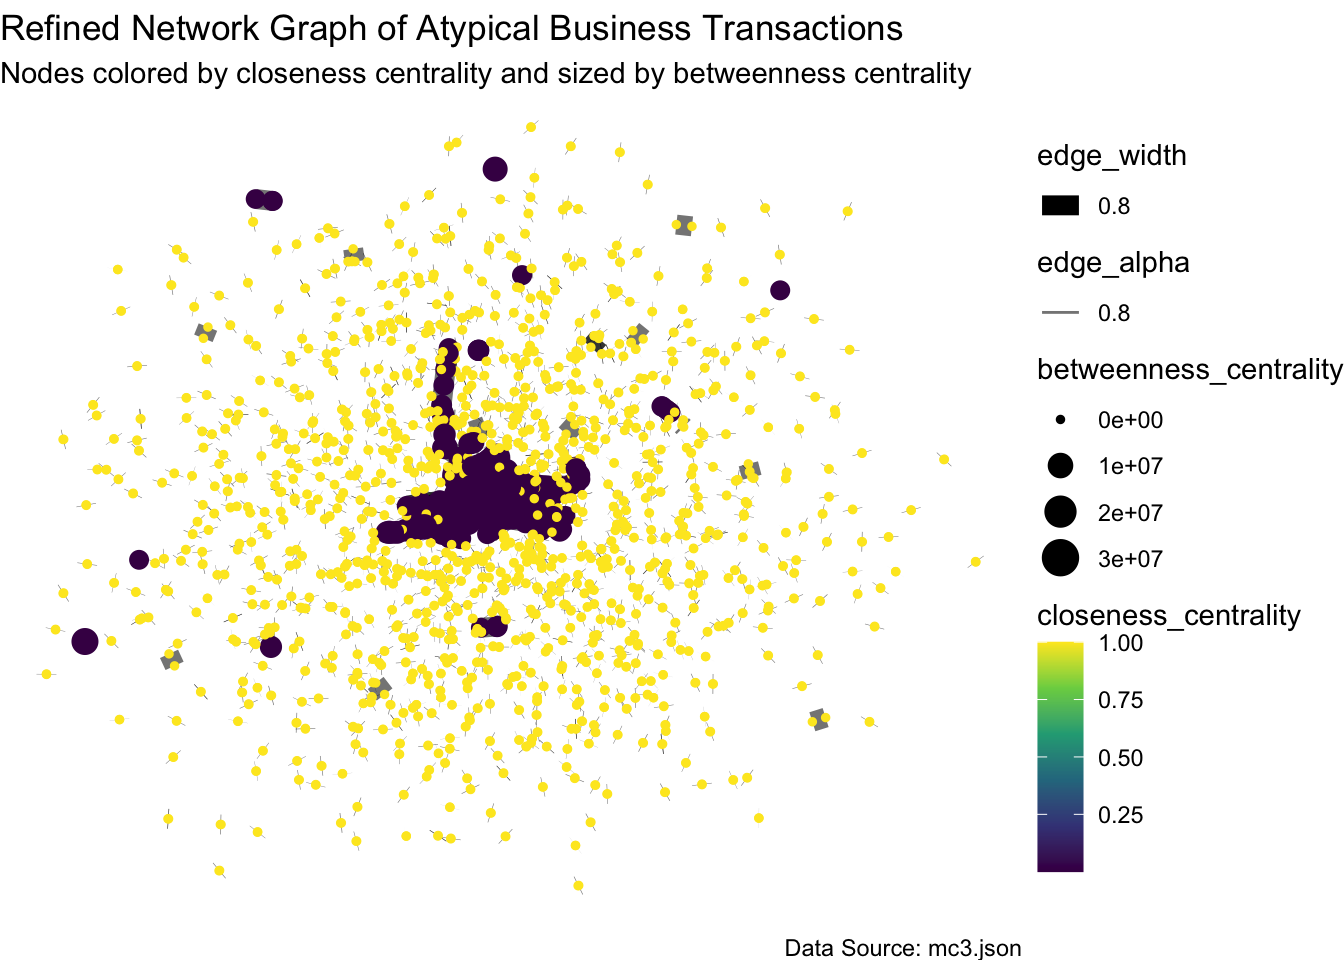 Refined Network Graph of Atypical Business Transactions
Nodes colored by closeness centrality and sized by betweenness centrality
edge_width
0.8
edge_alpha
0.8
betweenness_centrality
0e+00
1e+07
2e+07
3e+07
closeness_centrality
1.00
0.75
0.50
0.25
Data Source: mc3.json